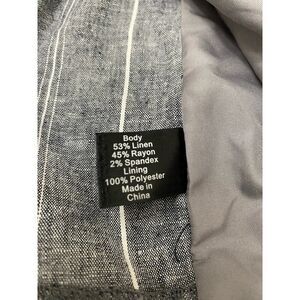 Body
53% Linen
45% Rayon
2% Spandex
Lining
100% Polyester
Made in
China